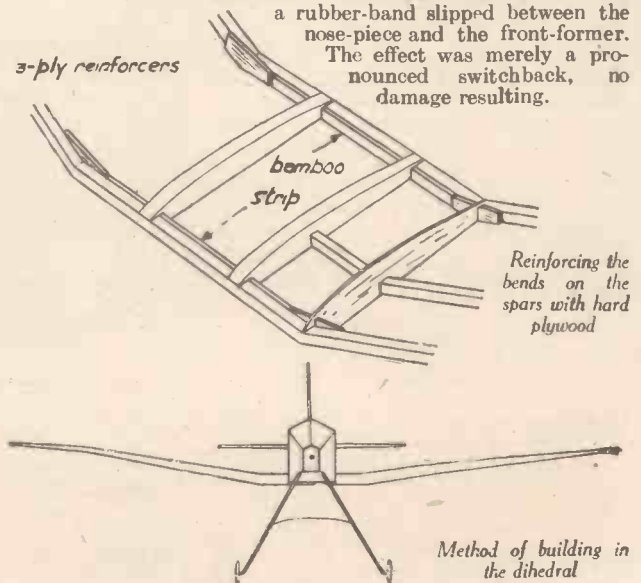 a rubber-band slipped between the
nose-piece and the front-former.
The effect was merely a pro-
nounced switchback, no
damage resulting.
3-ply reinforcers
bamboo
strip
Reinforcing the
bends on the
spars with hard
plywood
Method of building in
the dihedral